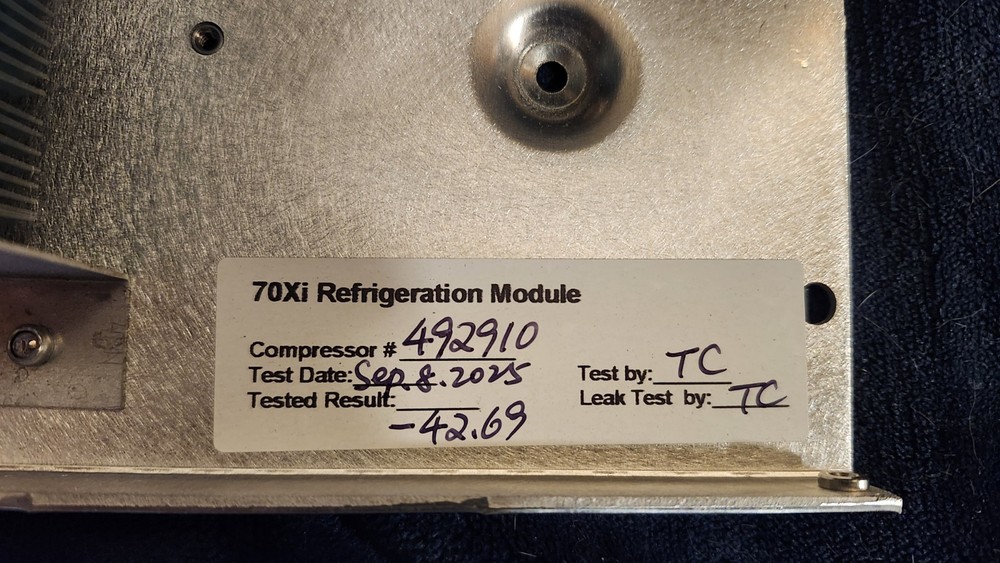 70Xi Refrigeration Module
Compressor # 492910
Test Date: Sep. 8. 2025
Tested Result: -42.69
Test by: TC
Leak Test by: TC